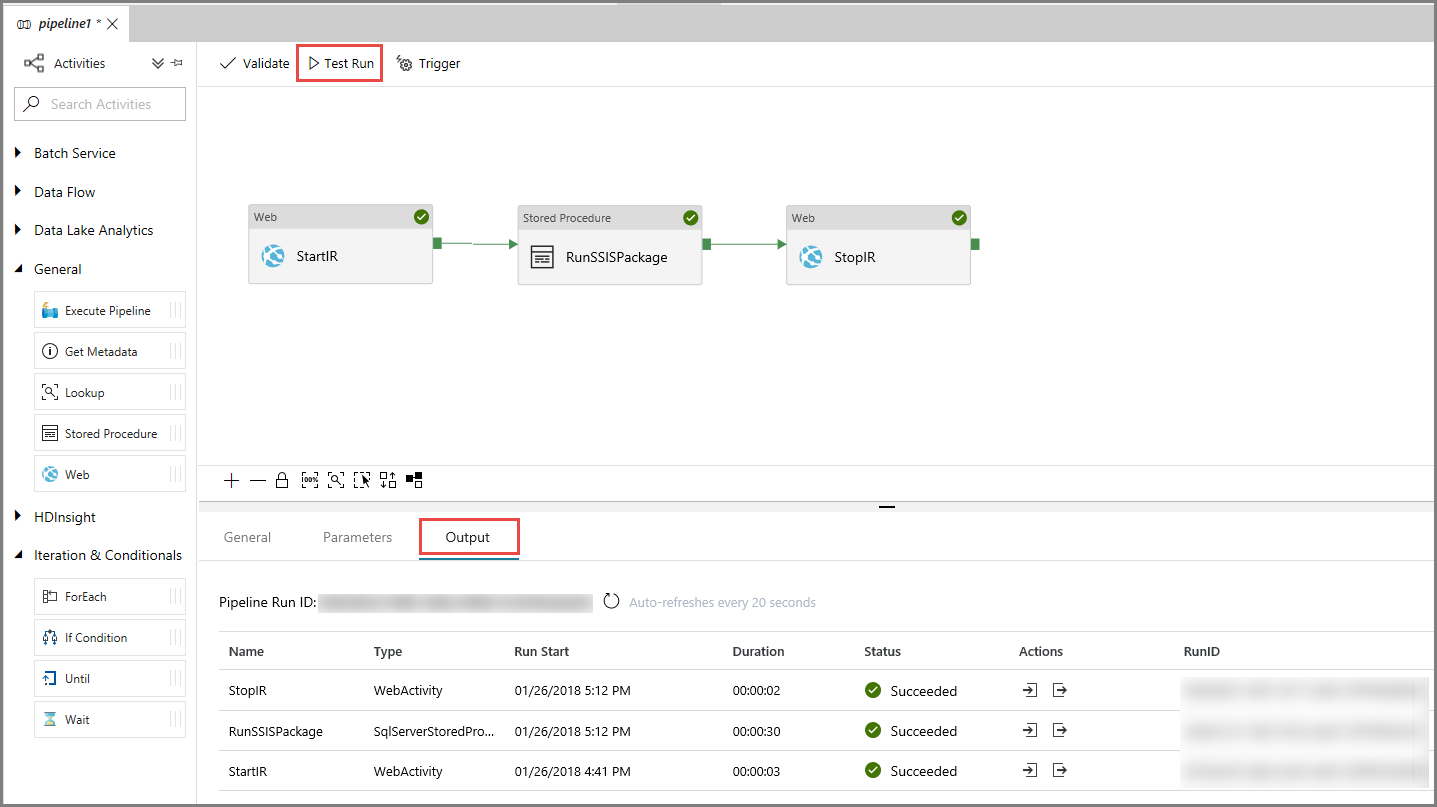 pipeline1 *
Activities
Search Activities
Batch Service
Data Flow
Data Lake Analytics
General
Execute Pipeline
Get Metadata
Lookup
Stored Procedure
Web
HDInsight
Iteration & Conditionals
ForEach
If Condition
Until
Wait
Validate
Test Run
Trigger
Web
StartIR
Stored Procedure
RunSSISPackage
Web
StopIR
100%
General
Parameters
Output
Pipeline Run ID:
Auto-refreshes every 20 seconds
Name Type Run Start Duration Status Actions RunID
StopIR WebActivity 01/26/2018 5:12 PM 00:00:02 Succeeded
RunSSISPackage SqlServerStoredPro... 01/26/2018 5:12 PM 00:00:30 Succeeded
StartIR WebActivity 01/26/2018 4:41 PM 00:00:03 Succeeded